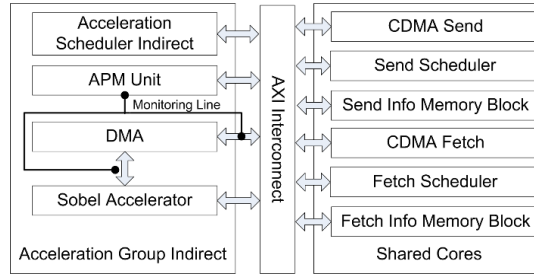 Acceleration
Scheduler Indirect
APM Unit
Monitoring Line
DMA
Sobel Accelerator
Acceleration Group Indirect
AXI Interconnect
CDMA Send
Send Scheduler
Send Info Memory Block
CDMA Fetch
Fetch Scheduler
Fetch Info Memory Block
Shared Cores